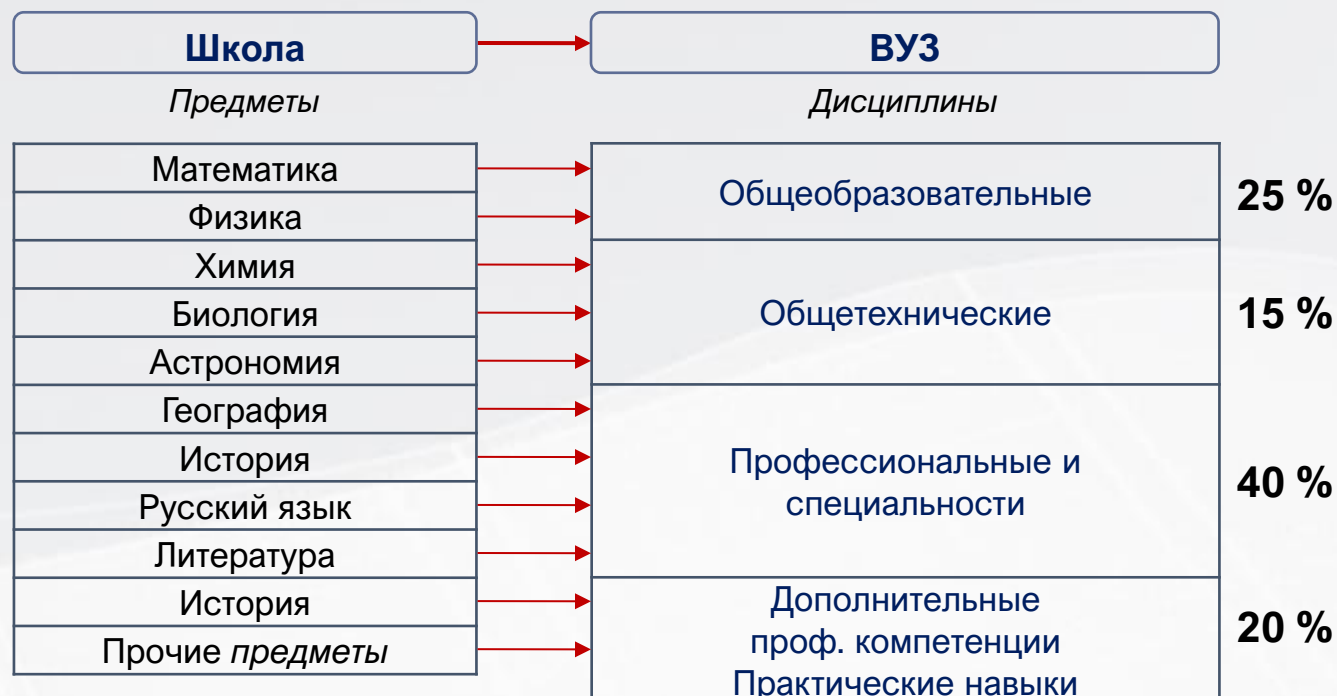 Школа
ВУЗ
Предметы
Дисциплины
Математика
Физика
Химия
Биология
Астрономия
География
История
Русский язык
Литература
История
Прочие предметы
Общеобразовательные
25 %
Общетехнические
15 %
Профессиональные и
специальности
40 %
Дополнительные
проф. компетенции
Практические навыки
20 %